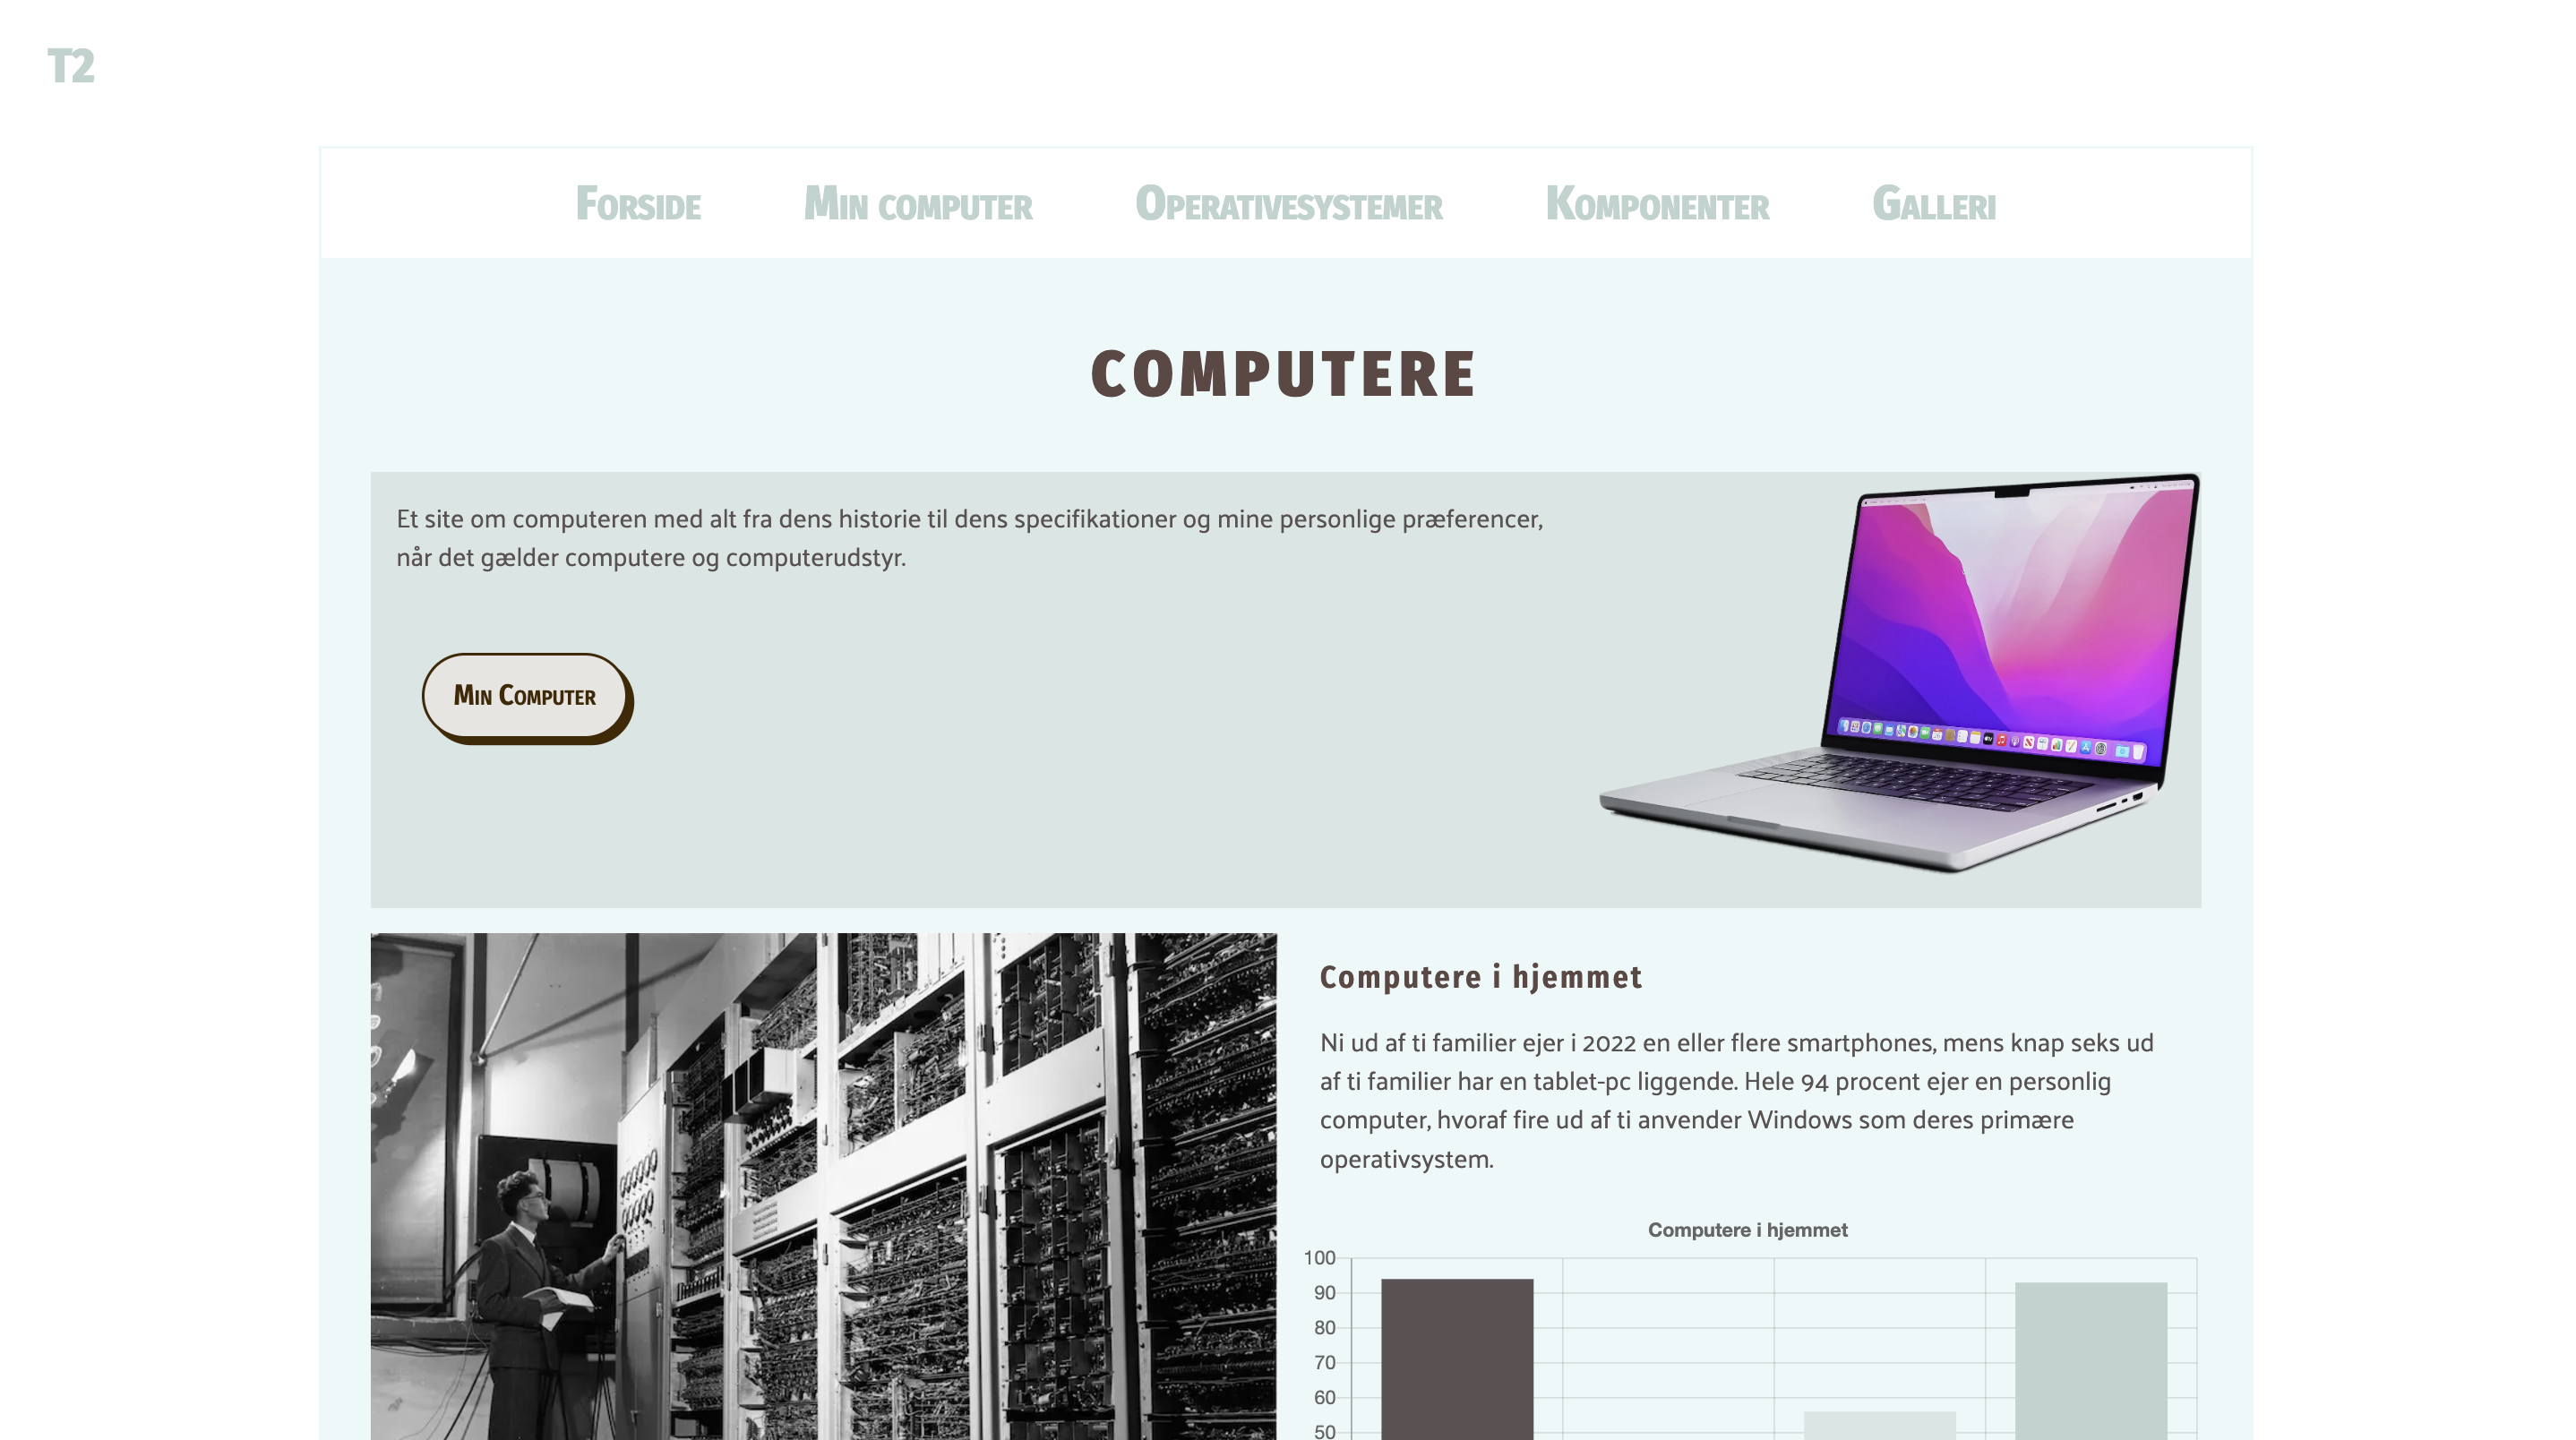 T2
Forside Min computer Operativesystemer Komponenter Galleri
COMPUTERE
Et site om computeren med alt fra dens historie til dens specifikationer og mine personlige præferencer,
når det gælder computere og computerudstyr.
Min Computer
Computere i hjemmet
Ni ud af ti familier ejer i 2022 en eller flere smartphones, mens knap seks ud
af ti familier har en tablet-pc liggende. Hele 94 procent ejer en personlig
computer, hvoraf fire ud af ti anvender Windows som deres primære
operativsystem.
Computere i hjemmet
100
90
80
70
60
50